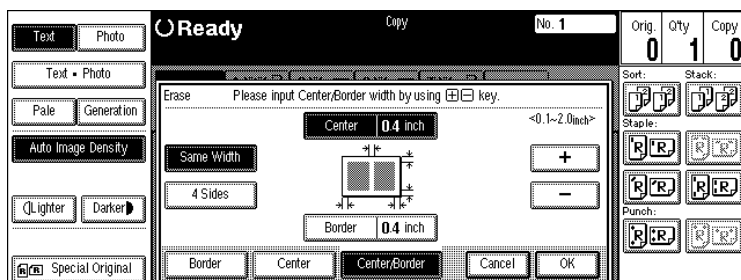 Text Photo
Text • Photo
Pale Generation
Auto Image Density
Lighter Darker
Special Original
Ready
Copy
No. 1
Erase Please input Center/Border width by using ⊞⊟ key.
Center 0.4 inch
<0.1~2.0inch>
Same Width
+
4 Sides
−
Border 0.4 inch
Border Center Center/Border Cancel OK
Orig. Q'ty Copy
0 1 0
Sort: Stack:
Staple:
Punch: